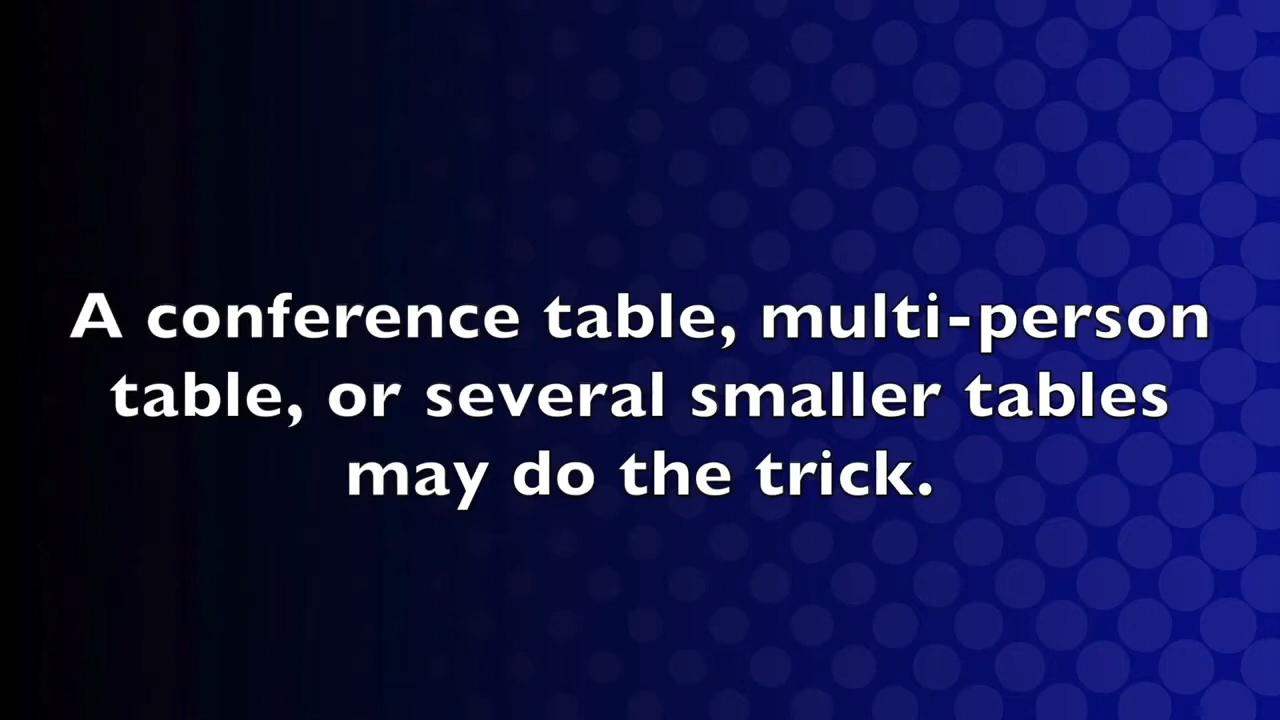 A conference table, multi-person
table, or several smaller tables
may do the trick.